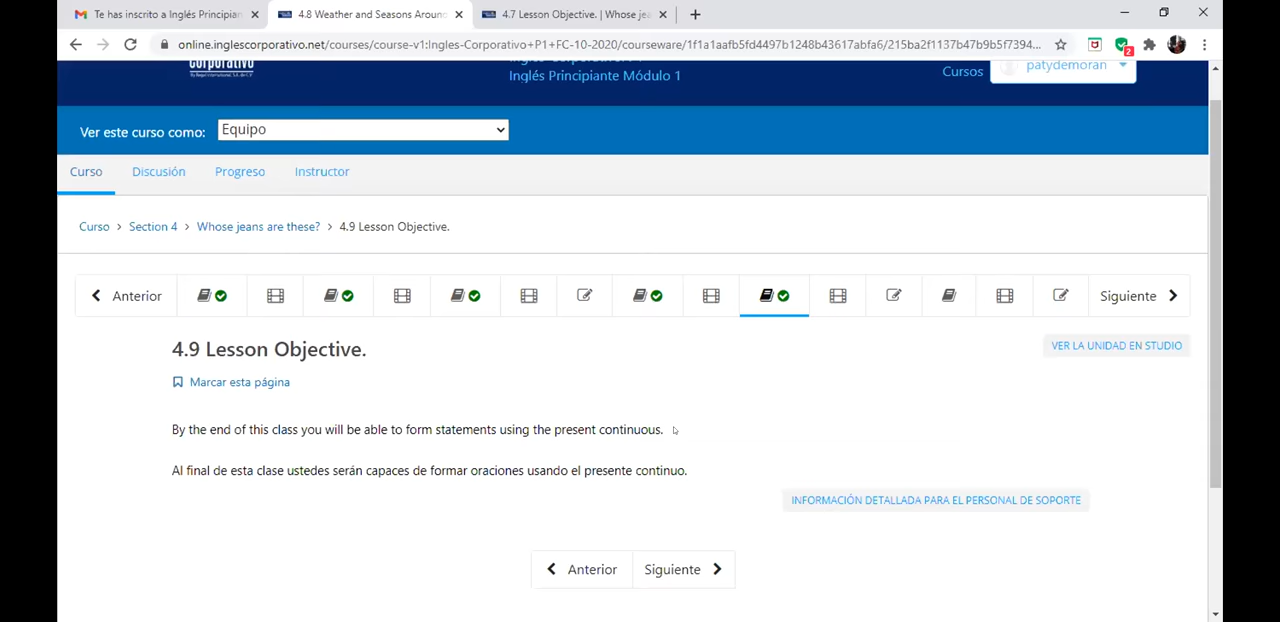 Te has inscrito a Inglés Principian
4.8 Weather and Seasons Aroun
4.7 Lesson Objective. | Whose jea
online.inglescorporativo.net/courses/course-v1:Ingles-Corporativo+P1+FC-10-2020/courseware/1f1a1aafb5fd4497b1248b43617abfa6/215ba2f1137b47b9b5f7394...
2
Corporativo
Inglés Principiante Módulo 1
Cursos
patydemoran
Ver este curso como:
Equipo
Curso
Discusión
Progreso
Instructor
Curso > Section 4 > Whose jeans are these? > 4.9 Lesson Objective.
Anterior
Siguiente
4.9 Lesson Objective.
VER LA UNIDAD EN STUDIO
Marcar esta página
By the end of this class you will be able to form statements using the present continuous.
Al final de esta clase ustedes serán capaces de formar oraciones usando el presente continuo.
INFORMACIÓN DETALLADA PARA EL PERSONAL DE SOPORTE
Anterior
Siguiente